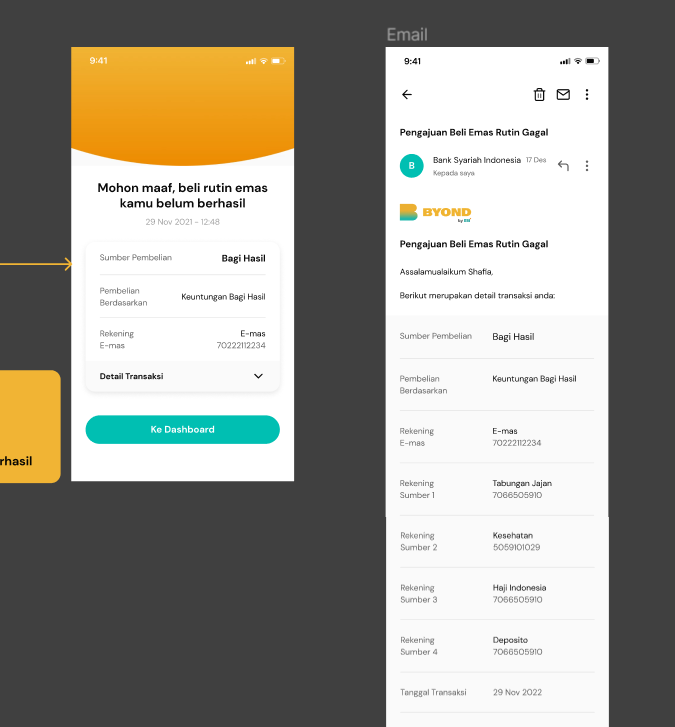 Email
9:41
Mohon maaf, beli rutin emas
kamu belum berhasil
29 Nov 2021 - 12:48
Sumber Pembelian Bagi Hasil
Pembelian
Berdasarkan
Keuntungan Bagi Hasil
Rekening
E-mas
E-mas
70222112234
Detail Transaksi
Ke Dashboard
rhasil
9:41
Pengajuan Beli Emas Rutin Gagal
B
Bank Syariah Indonesia 17 Des
Kepada saya
BYOND
by BSI
Pengajuan Beli Emas Rutin Gagal
Assalamualaikum Shafia,
Berikut merupakan detail transaksi anda:
Sumber Pembelian Bagi Hasil
Pembelian
Berdasarkan
Keuntungan Bagi Hasil
Rekening
E-mas
E-mas
70222112234
Rekening
Sumber 1
Tabungan Jajan
7066505910
Rekening
Sumber 2
Kesehatan
5059101029
Rekening
Sumber 3
Haji Indonesia
7066505910
Rekening
Sumber 4
Deposito
7066505910
Tanggal Transaksi 29 Nov 2022